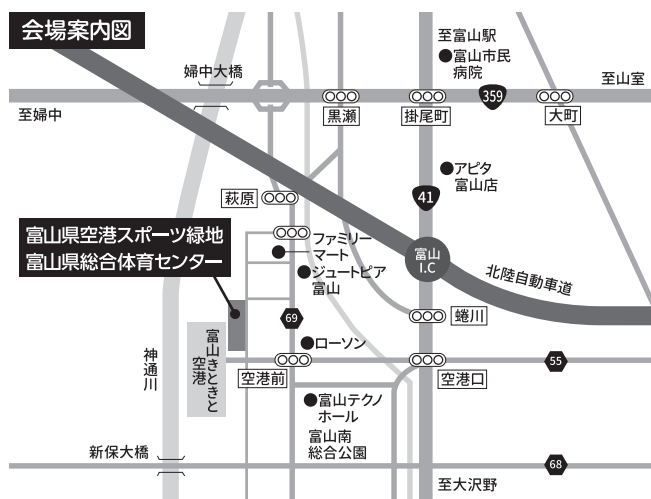 会場案内図
至富山駅
富山市民
病院
婦中大橋
至山室
359
至婦中
黒瀬
掛尾町
大町
アピタ
富山店
萩原
41
富山県空港スポーツ緑地
富山県総合体育センター
ファミリー
マート
富山
I.C
ジュートピア
富山
北陸自動車道
69
蜷川
ローソン
富山きときと
空港
神通川
空港前
空港口
55
富山テクノ
ホール
富山南
総合公園
新保大橋
68
至大沢野